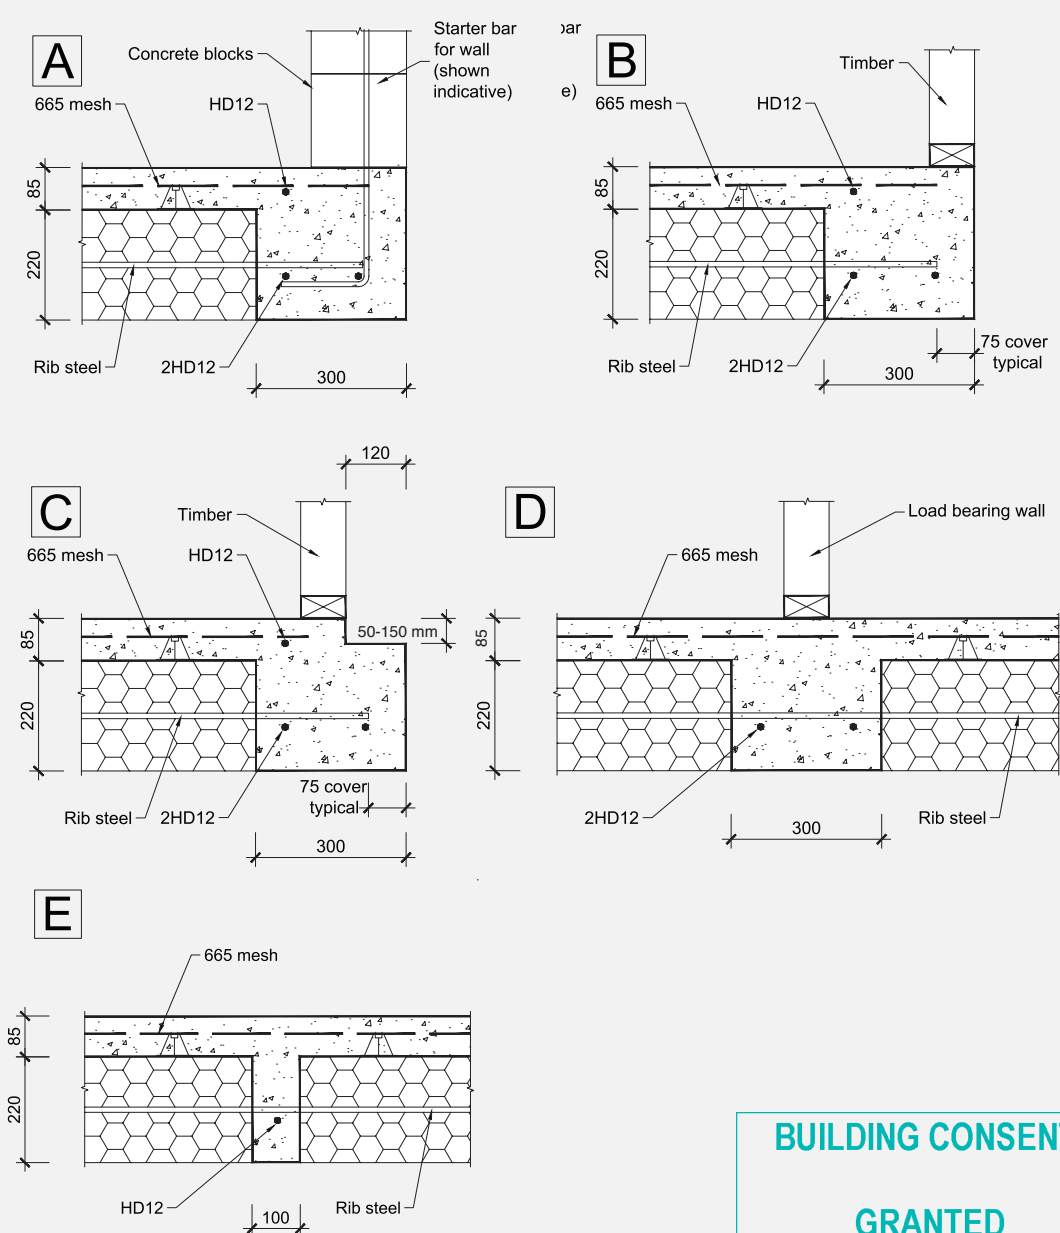 A
Concrete blocks
Starter bar
for wall
(shown
indicative)
665 mesh
HD12
85
220
Rib steel
2HD12
300
bar
e)
B
Timber
665 mesh
HD12
85
220
Rib steel
2HD12
75 cover
typical
300
120
C
Timber
665 mesh
HD12
50-150 mm
85
220
75 cover
typical
Rib steel
2HD12
300
D
Load bearing wall
665 mesh
85
220
2HD12
Rib steel
300
E
665 mesh
85
220
HD12
Rib steel
100
BUILDING CONSENT
GRANTED